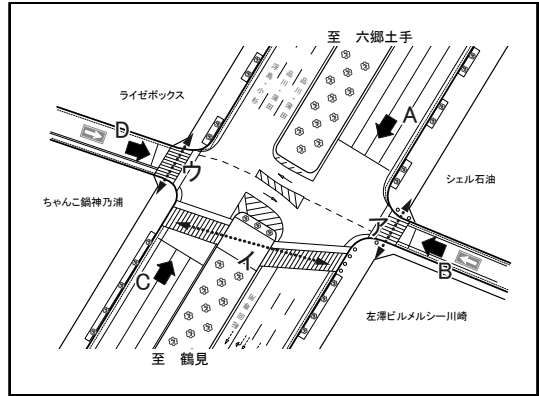 至 六郷土手
ライゼボックス
D
A
ウ
シェル石油
ちゃんこ鍋神乃浦
ア
イ
C
B
左澤ビルメルシー川崎
至 鶴見